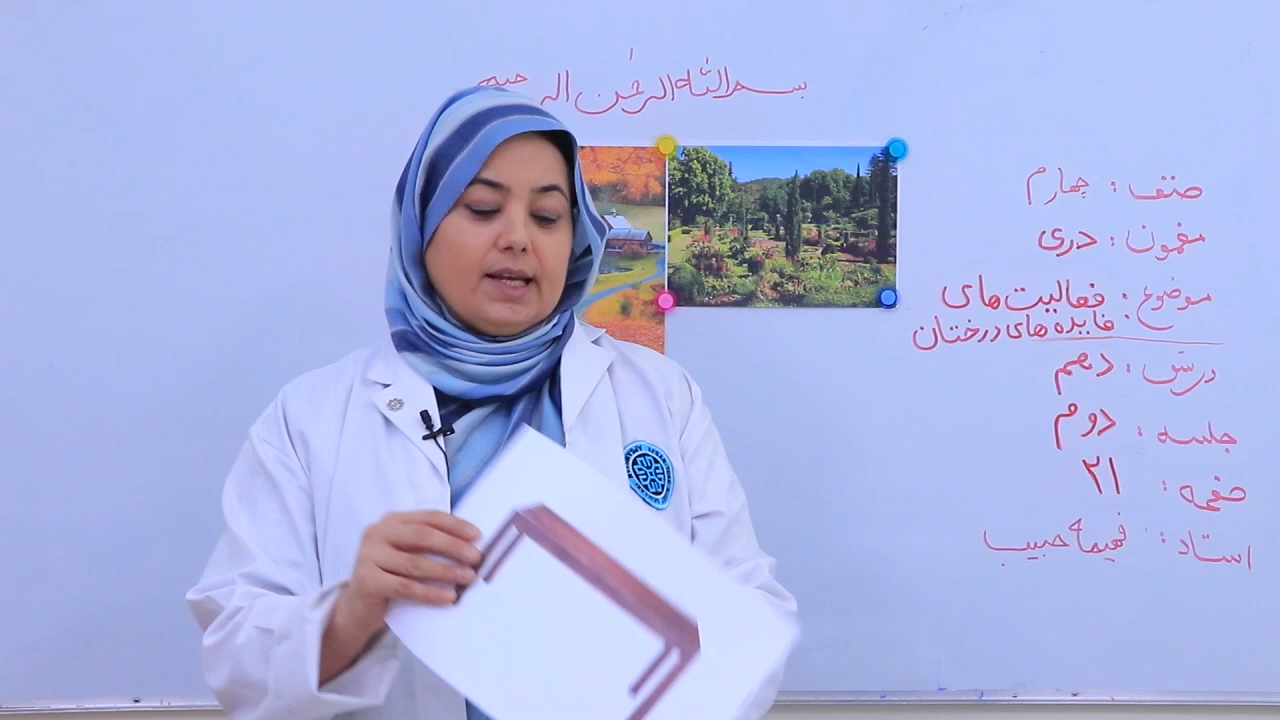 بسم الله الرحمن الرحیم
صنف: چهارم
مضمون: دری
موضوع: فعالیت های
فایده های درختان
درس: دهم
جلسه: دوم
صفحه: ۲۱
استاد: فهیمه حبیب